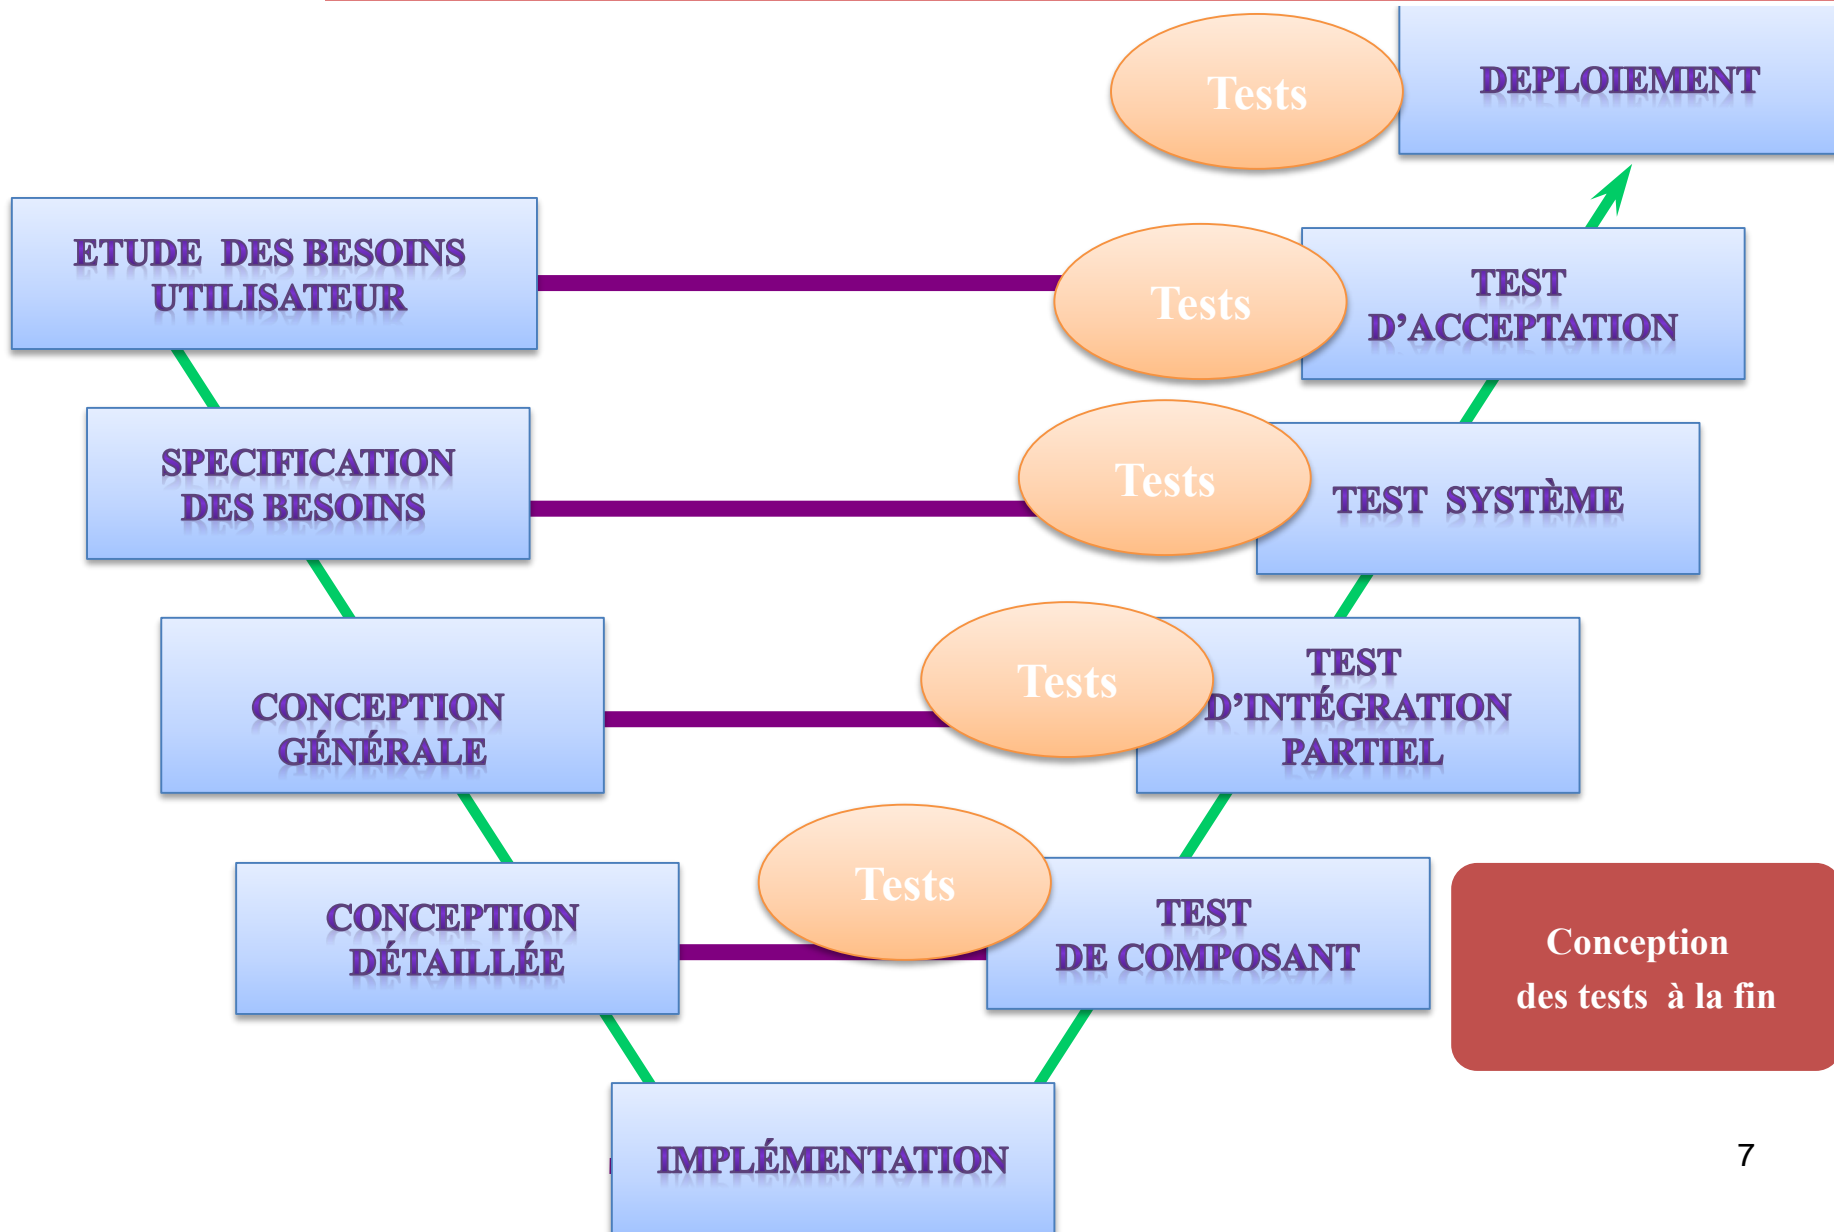 Tests
DEPLOIEMENT
ETUDE DES BESOINS
UTILISATEUR
Tests
TEST
D’ACCEPTATION
SPECIFICATION
DES BESOINS
Tests
TEST SYSTÈME
CONCEPTION
GÉNÉRALE
Tests
TEST
D’INTÉGRATION
PARTIEL
CONCEPTION
DÉTAILLÉE
Tests
TEST
DE COMPOSANT
Conception
des tests à la fin
IMPLÉMENTATION
7